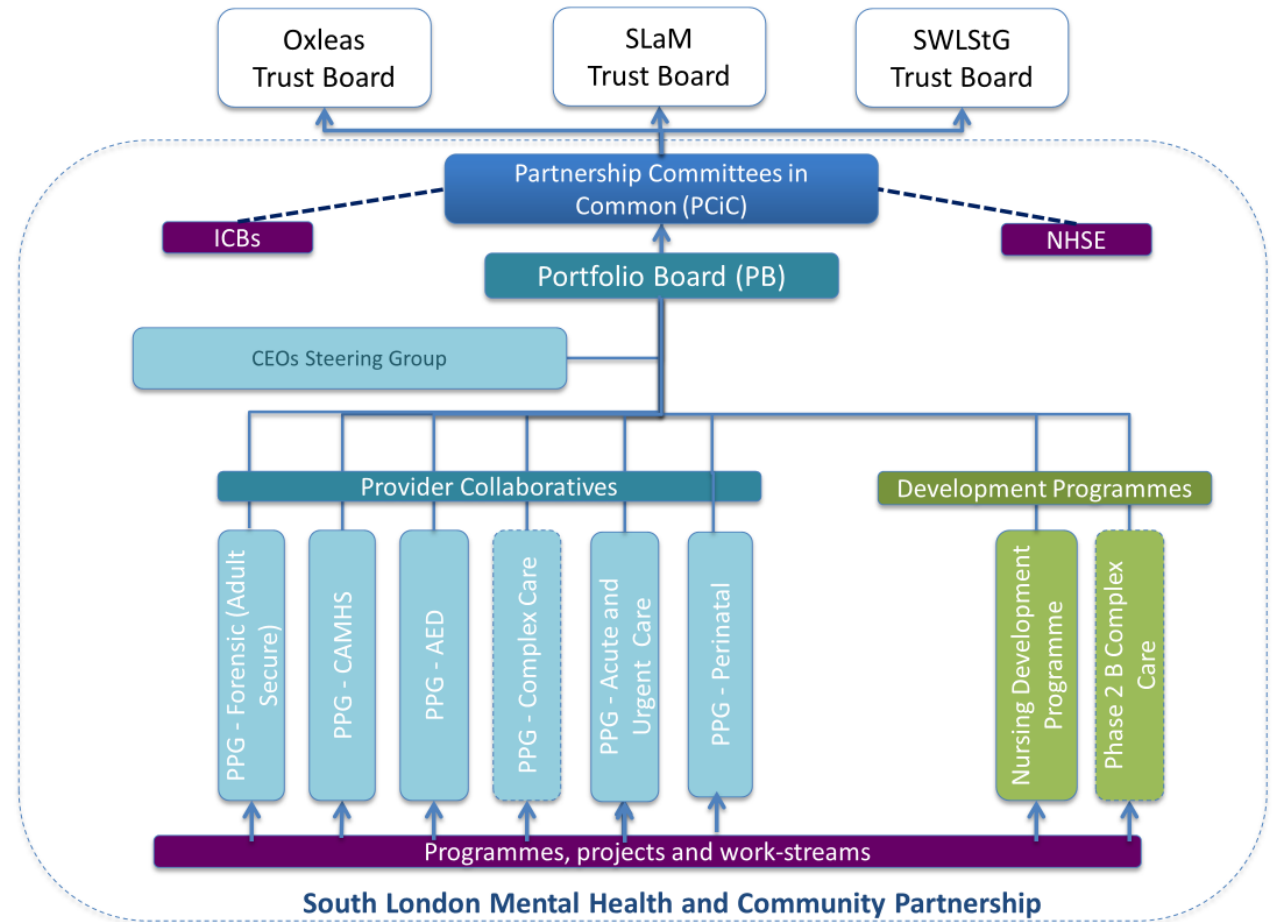 Oxleas
Trust Board
SLaM
Trust Board
SWLStG
Trust Board
Partnership Committees in
Common (PCiC)
ICBs
NHSE
Portfolio Board (PB)
CEOs Steering Group
Provider Collaboratives
Development Programmes
PPG - Forensic (Adult
Secure)
PPG - CAMHS
PPG - AED
PPG - Complex Care
PPG - Acute and
Urgent Care
PPG - Perinatal
Nursing Development
Programme
Phase 2 B Complex
Care
Programmes, projects and work-streams
South London Mental Health and Community Partnership